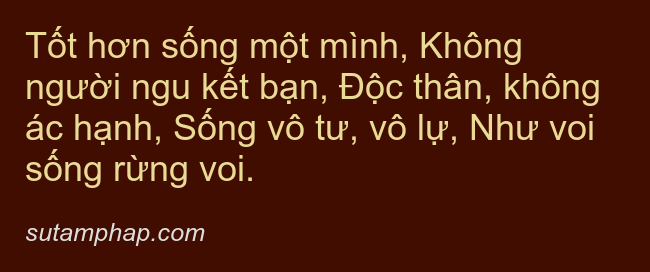 Tốt hơn sống một mình, Không
người ngu kết bạn, Độc thân, không
ác hạnh, Sống vô tư, vô lự, Như voi
sống rừng voi.
sutamphap.com